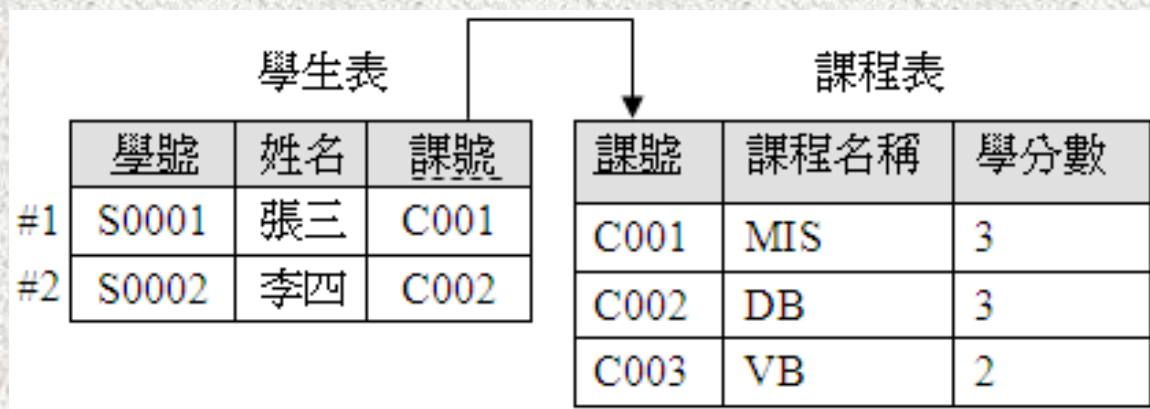 學生表
學號 姓名 課號
#1 S0001 張三 C001
#2 S0002 李四 C002
課程表
課號 課程名稱 學分數
C001 MIS 3
C002 DB 3
C003 VB 2